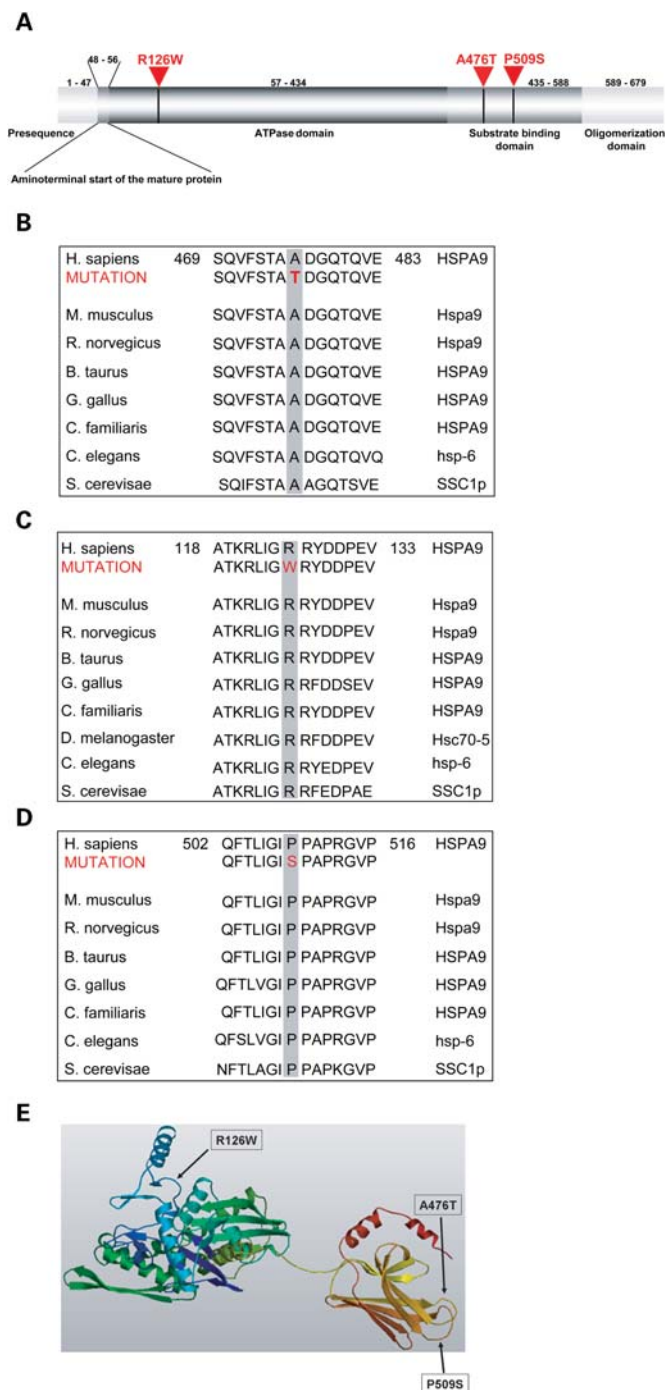 A
48 - 56
R126W
A476T P509S
1 - 47
57 - 434
435 - 588
589 - 679
Presequence
ATPase domain
Substrate binding
domain
Oligomerization
domain
Aminoterminal start of the mature protein
B
H. sapiens 469 SQVFSTA A DGQTQVE 483 HSPA9
MUTATION SQVFSTA T DGQTQVE
M. musculus SQVFSTA A DGQTQVE Hspa9
R. norvegicus SQVFSTA A DGQTQVE Hspa9
B. taurus SQVFSTA A DGQTQVE HSPA9
G. gallus SQVFSTA A DGQTQVE HSPA9
C. familiaris SQVFSTA A DGQTQVE HSPA9
C. elegans SQVFSTA A DGQTQVQ hsp-6
S. cerevisae SQIFSTA A AGQTSVE SSC1p
C
H. sapiens 118 ATKRLIG R RYDDPEV 133 HSPA9
MUTATION ATKRLIG W RYDDPEV
M. musculus ATKRLIG R RYDDPEV Hspa9
R. norvegicus ATKRLIG R RYDDPEV Hspa9
B. taurus ATKRLIG R RYDDPEV HSPA9
G. gallus ATKRLIG R RFDDSEV HSPA9
C. familiaris ATKRLIG R RYDDPEV HSPA9
D. melanogaster ATKRLIG R RFDDPEV Hsc70-5
C. elegans ATKRLIG R RYEDPEV hsp-6
S. cerevisae ATKRLIG R RFEDPAE SSC1p
D
H. sapiens 502 QFTLIGI P PAPRGVP 516 HSPA9
MUTATION QFTLIGI S PAPRGVP
M. musculus QFTLIGI P PAPRGVP Hspa9
R. norvegicus QFTLIGI P PAPRGVP Hspa9
B. taurus QFTLIGI P PAPRGVP HSPA9
G. gallus QFTLVGI P PAPRGVP HSPA9
C. familiaris QFTLIGI P PAPRGVP HSPA9
C. elegans QFSLVGI P PAPRGVP hsp-6
S. cerevisae NFTLAGI P PAPKGVP SSC1p
E
R126W
A476T
P509S